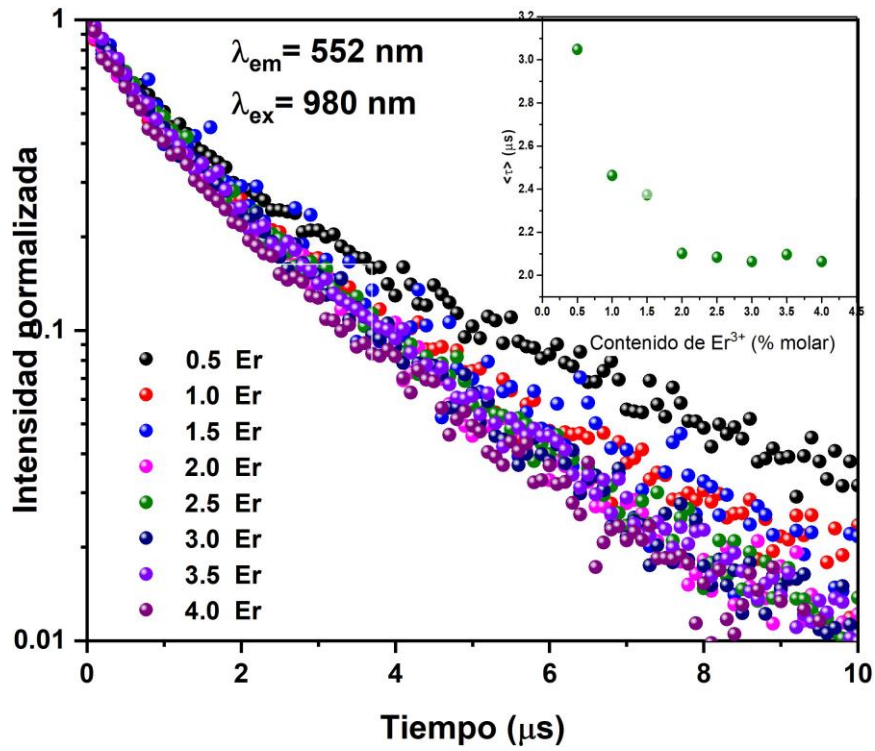 λem= 552 nm
λex= 980 nm
Intensidad normalizada
1
0.1
0.01
0.5 Er
1.0 Er
1.5 Er
2.0 Er
2.5 Er
3.0 Er
3.5 Er
4.0 Er
0 2 4 6 8 10
Tiempo (μs)
<τ> (μs)
3.2
3.0
2.8
2.6
2.4
2.2
2.0
0.0 0.5 1.0 1.5 2.0 2.5 3.0 3.5 4.0 4.5
Contenido de Er³⁺ (% molar)